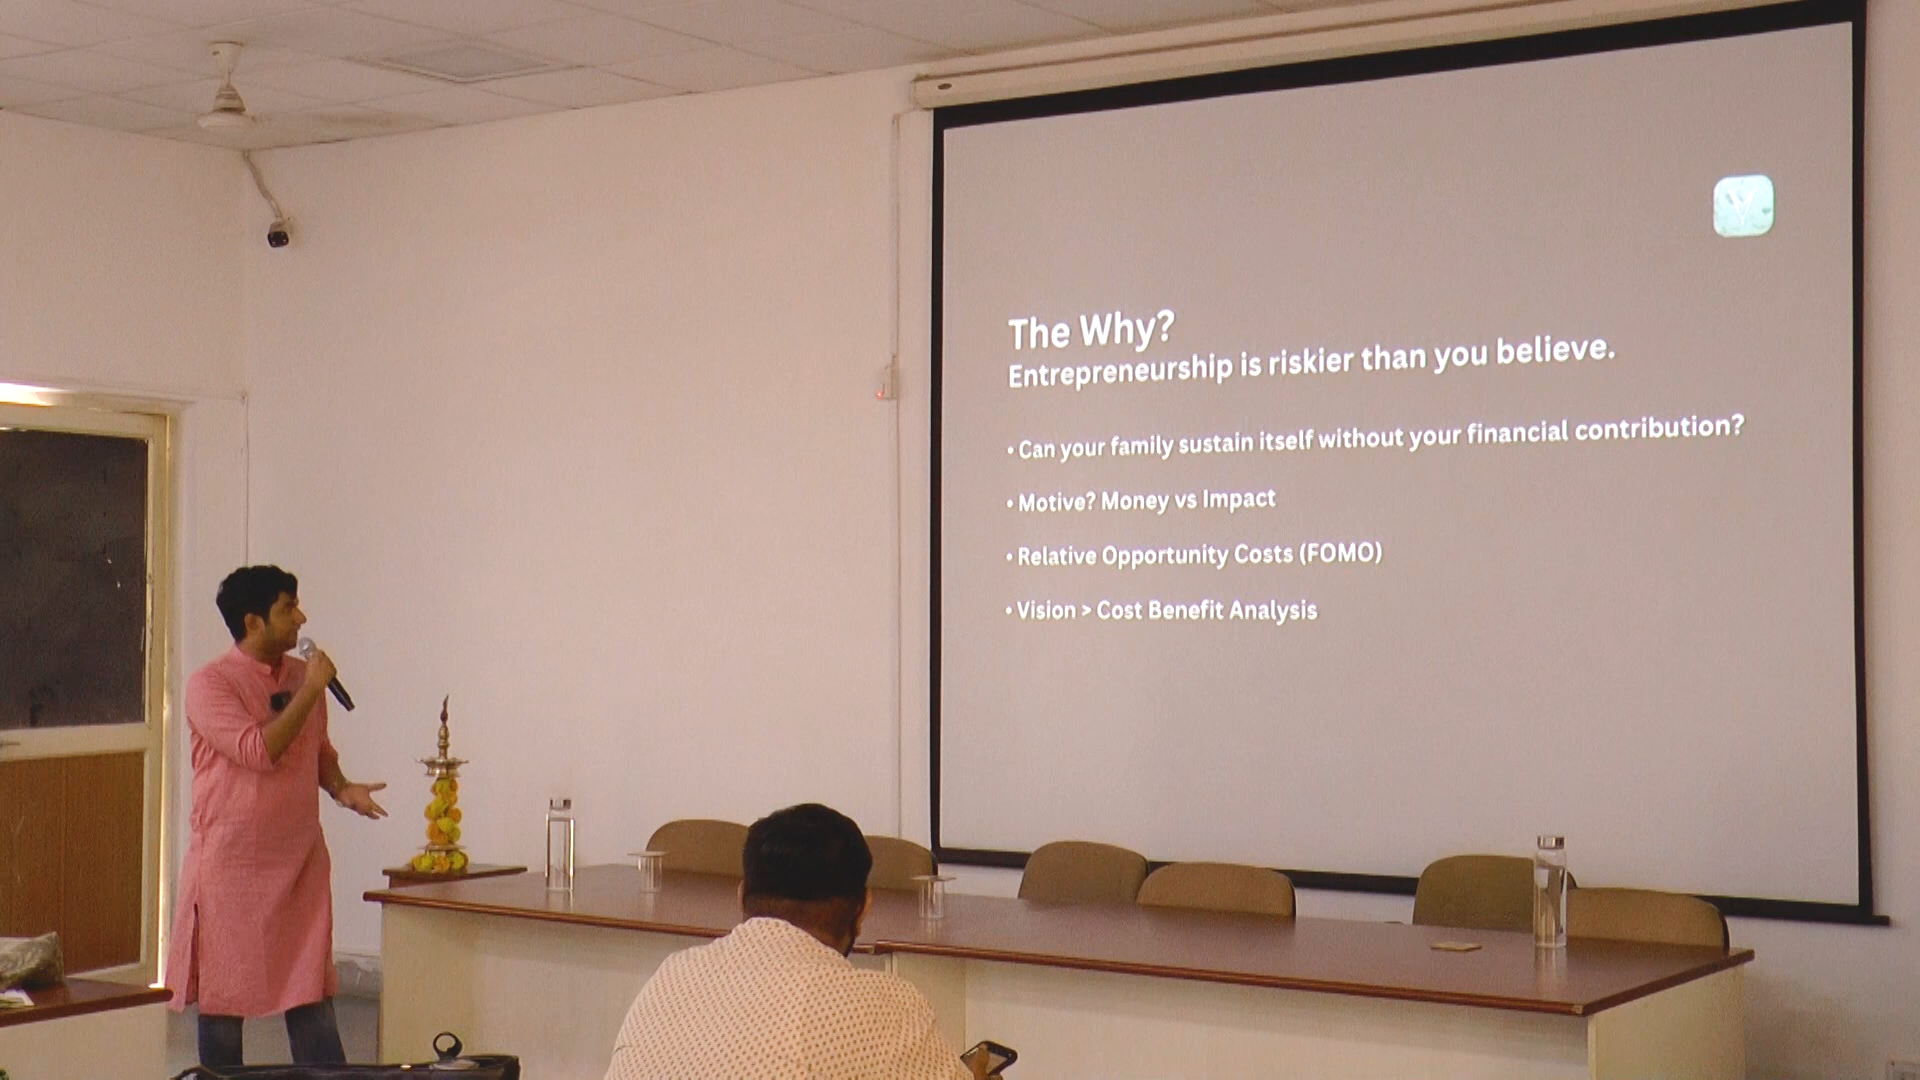 The Why?
Entrepreneurship is riskier than you believe.
• Can your family sustain itself without your financial contribution?
• Motive? Money vs Impact
• Relative Opportunity Costs (FOMO)
• Vision > Cost Benefit Analysis